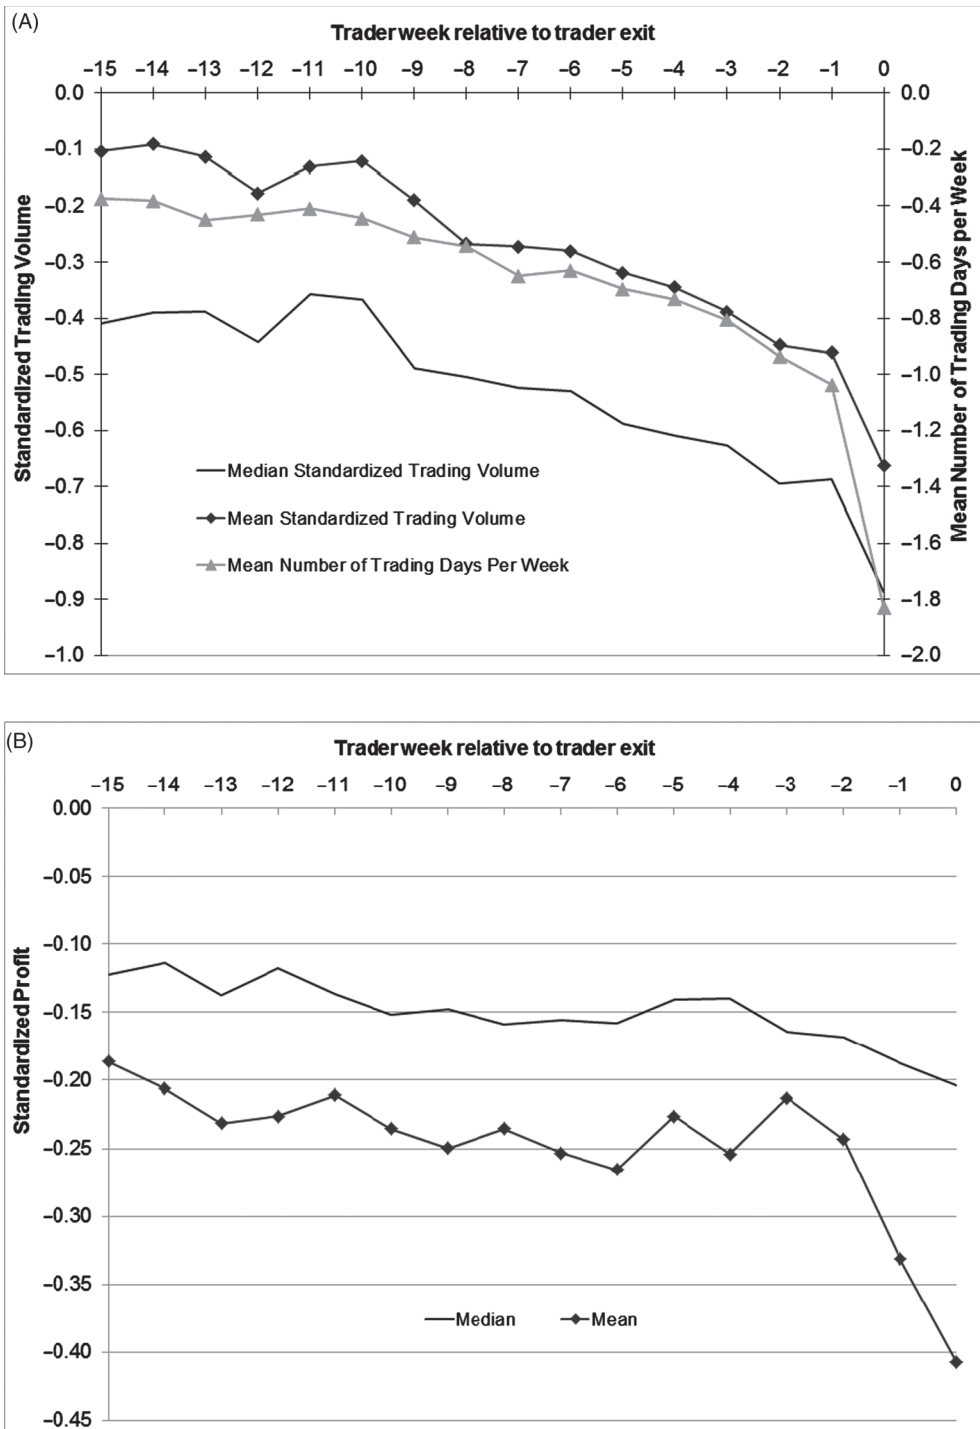 (A)
Trader week relative to trader exit
–15 –14 –13 –12 –11 –10 –9 –8 –7 –6 –5 –4 –3 –2 –1 0
0.0
–0.1
–0.2
–0.3
–0.4
–0.5
–0.6
–0.7
–0.8
–0.9
–1.0
Standardized Trading Volume
0.0
–0.2
–0.4
–0.6
–0.8
–1.0
–1.2
–1.4
–1.6
–1.8
–2.0
Mean Number of Trading Days per Week
Median Standardized Trading Volume
Mean Standardized Trading Volume
Mean Number of Trading Days Per Week
(B)
Trader week relative to trader exit
–15 –14 –13 –12 –11 –10 –9 –8 –7 –6 –5 –4 –3 –2 –1 0
0.00
–0.05
–0.10
–0.15
–0.20
–0.25
–0.30
–0.35
–0.40
–0.45
Standardized Profit
Median Mean